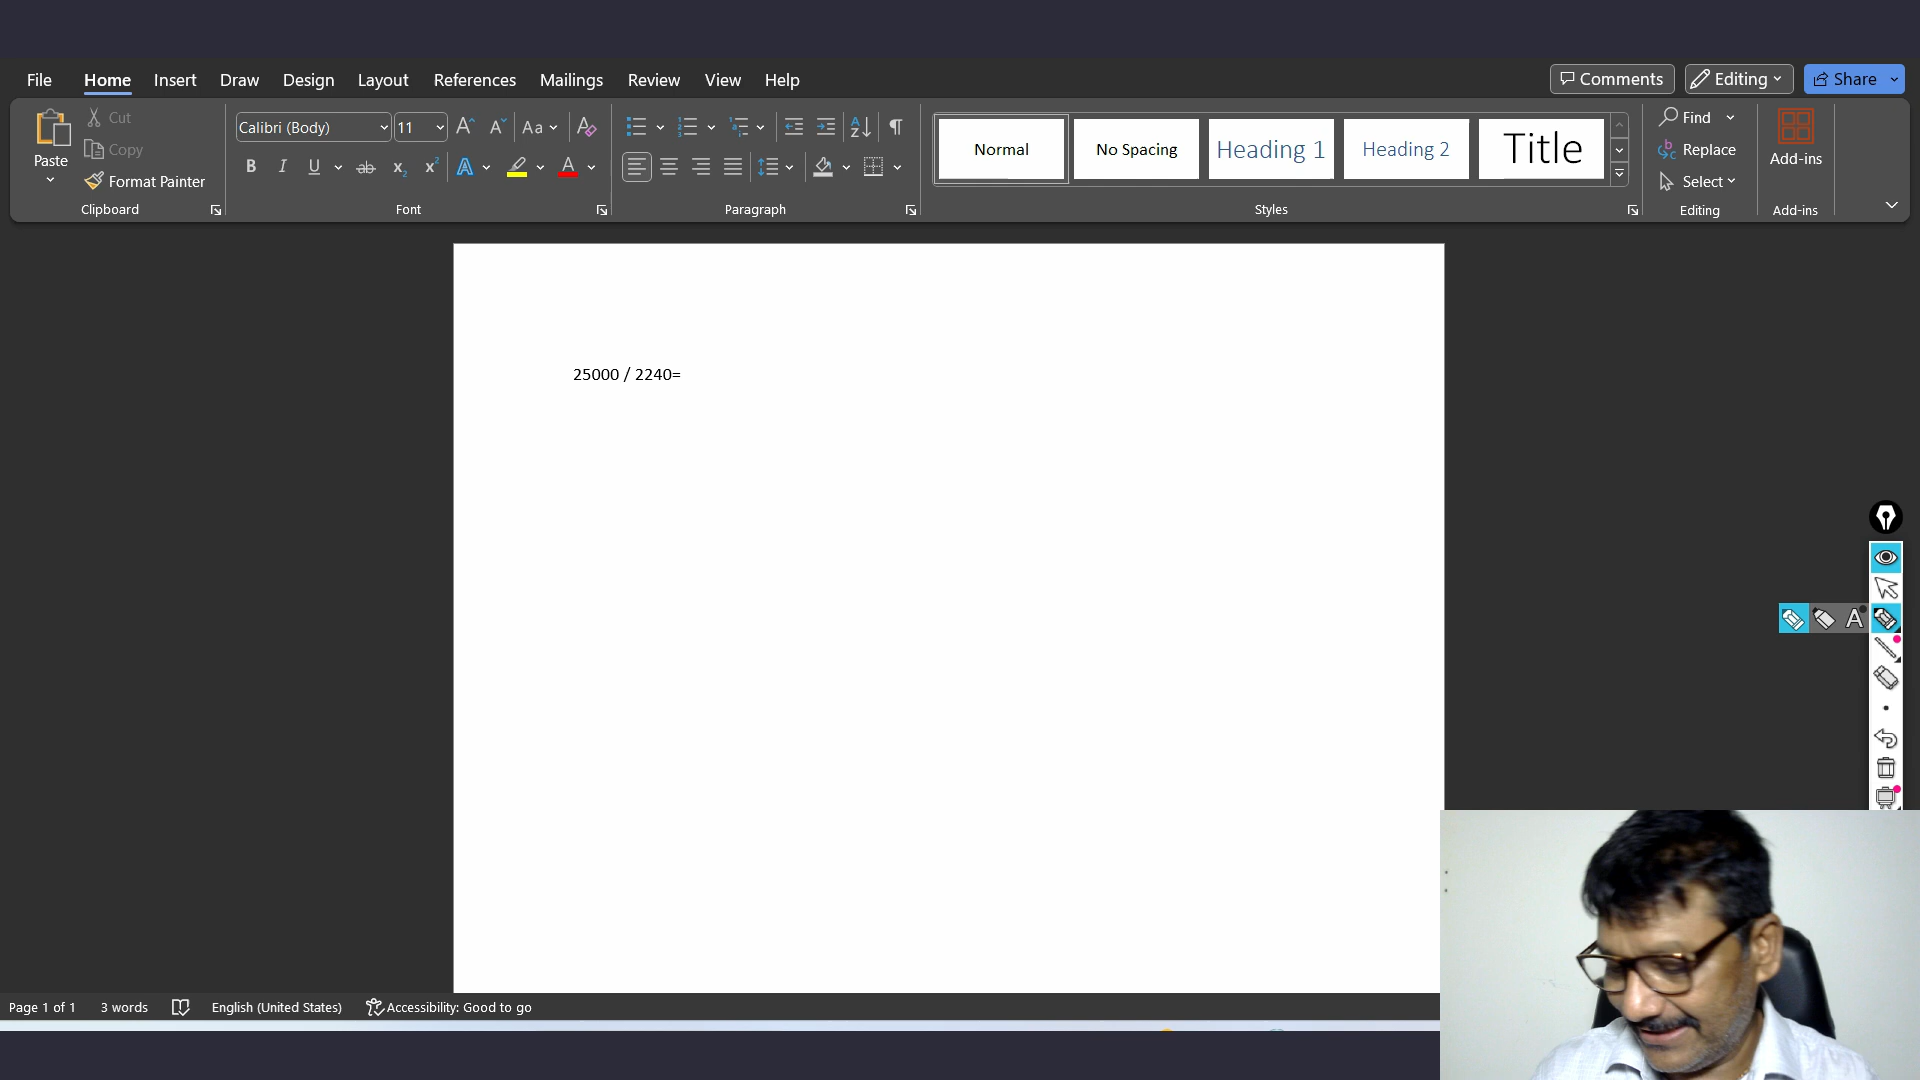 File Home Insert Draw Design Layout References Mailings Review View Help
Comments Editing Share
Paste
Cut
Copy
Format Painter
Clipboard
Calibri (Body) 11
Aa
B I U ab x₂ x² A A
Font
Paragraph
Normal
No Spacing
Heading 1
Heading 2
Title
Styles
Find
Replace
Select
Editing
Add-ins
Add-ins
25000 / 2240=
A
Page 1 of 1 3 words English (United States) Accessibility: Good to go